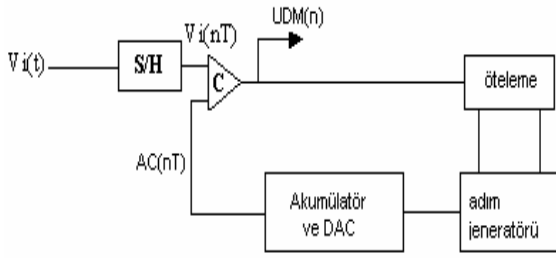 UDM(n)
Vi(nT)
Vi(t)
S/H
C
öteleme
AC(nT)
Akumülatör
ve DAC
adım
jeneratörü